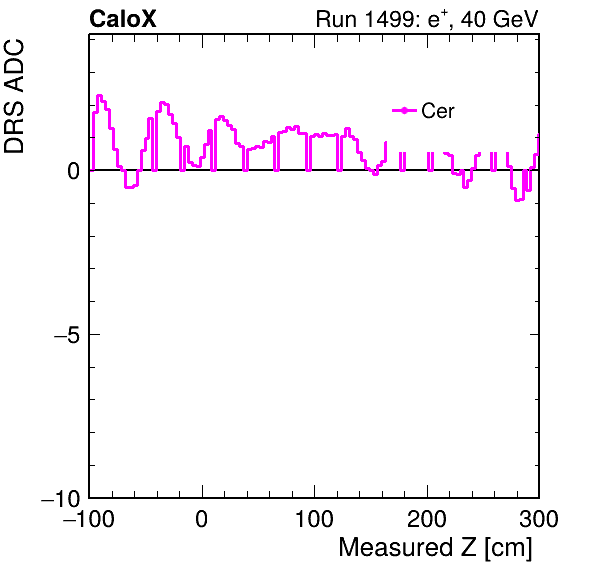 CaloX Run 1499: e⁺, 40 GeV
DRS ADC
Cer
0
−5
−10
−100 0 100 200 300
Measured Z [cm]